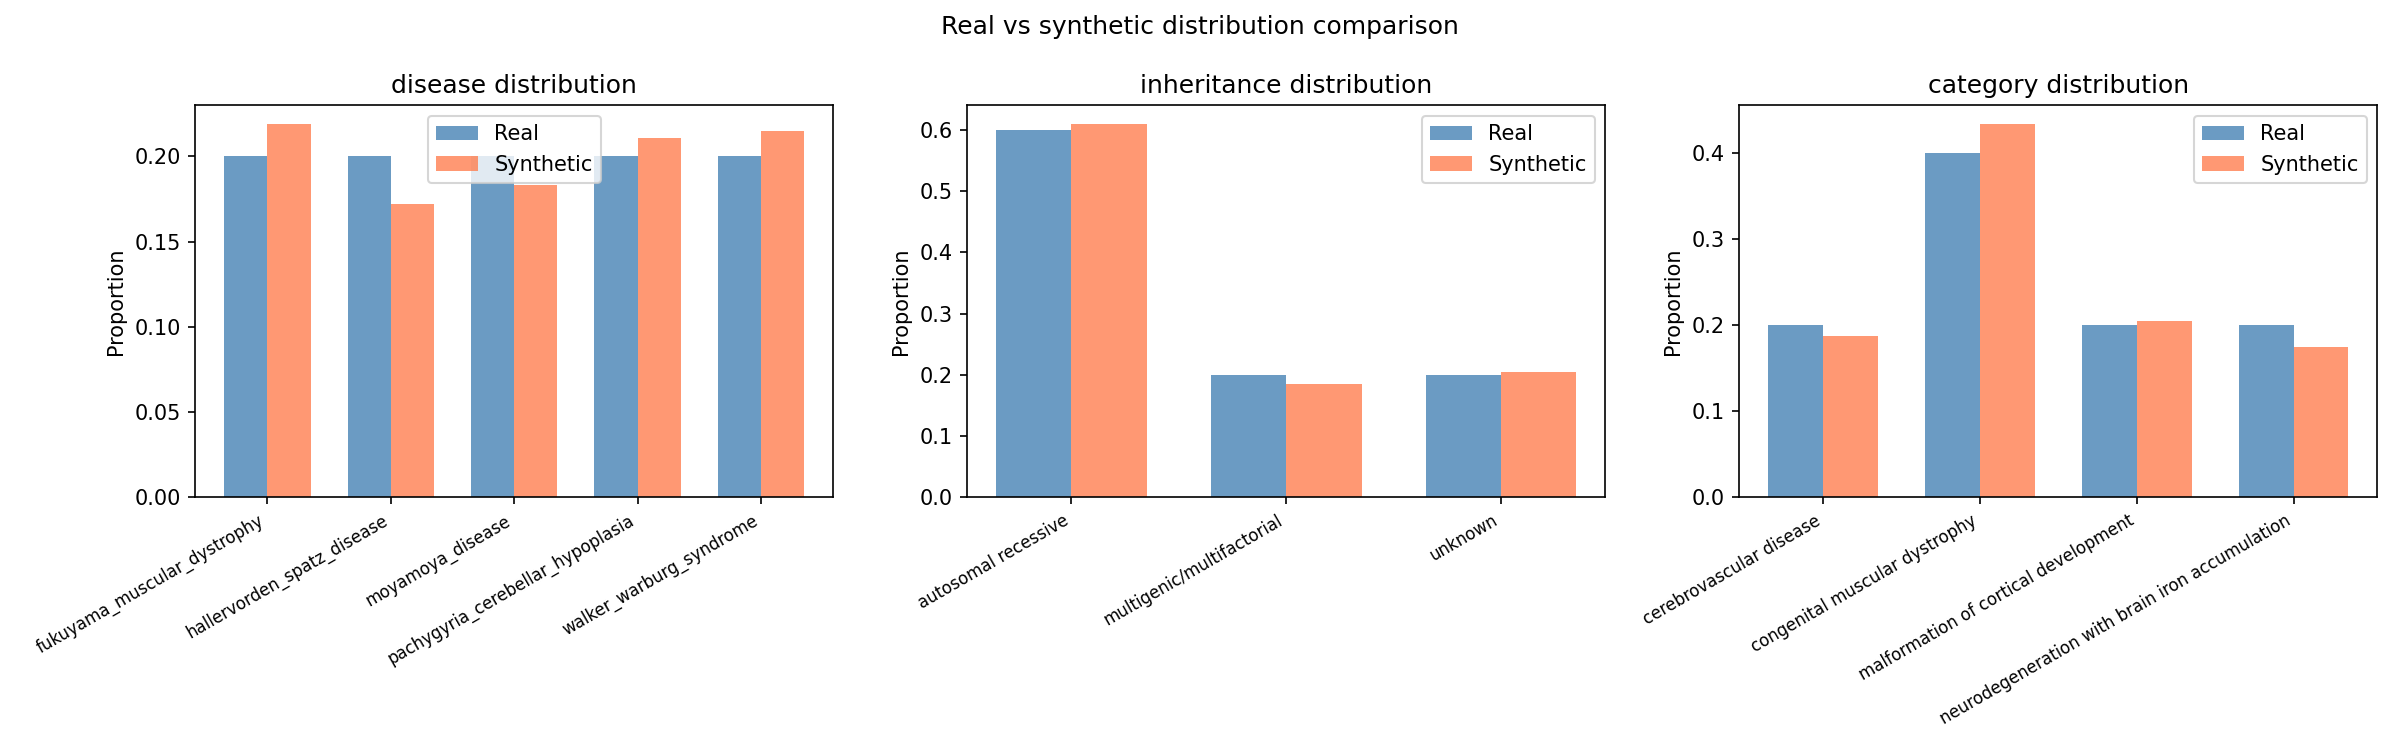 Real vs synthetic distribution comparison
disease distribution
Real
Synthetic
Proportion
0.20
0.15
0.10
0.05
0.00
fukuyama_muscular_dystrophy
hallervorden_spatz_disease
moyamoya_disease
pachygyria_cerebellar_hypoplasia
walker_warburg_syndrome
inheritance distribution
Real
Synthetic
Proportion
0.6
0.5
0.4
0.3
0.2
0.1
0.0
autosomal recessive
multigenic/multifactorial
unknown
category distribution
Real
Synthetic
Proportion
0.4
0.3
0.2
0.1
0.0
cerebrovascular disease
congenital muscular dystrophy
malformation of cortical development
neurodegeneration with brain iron accumulation